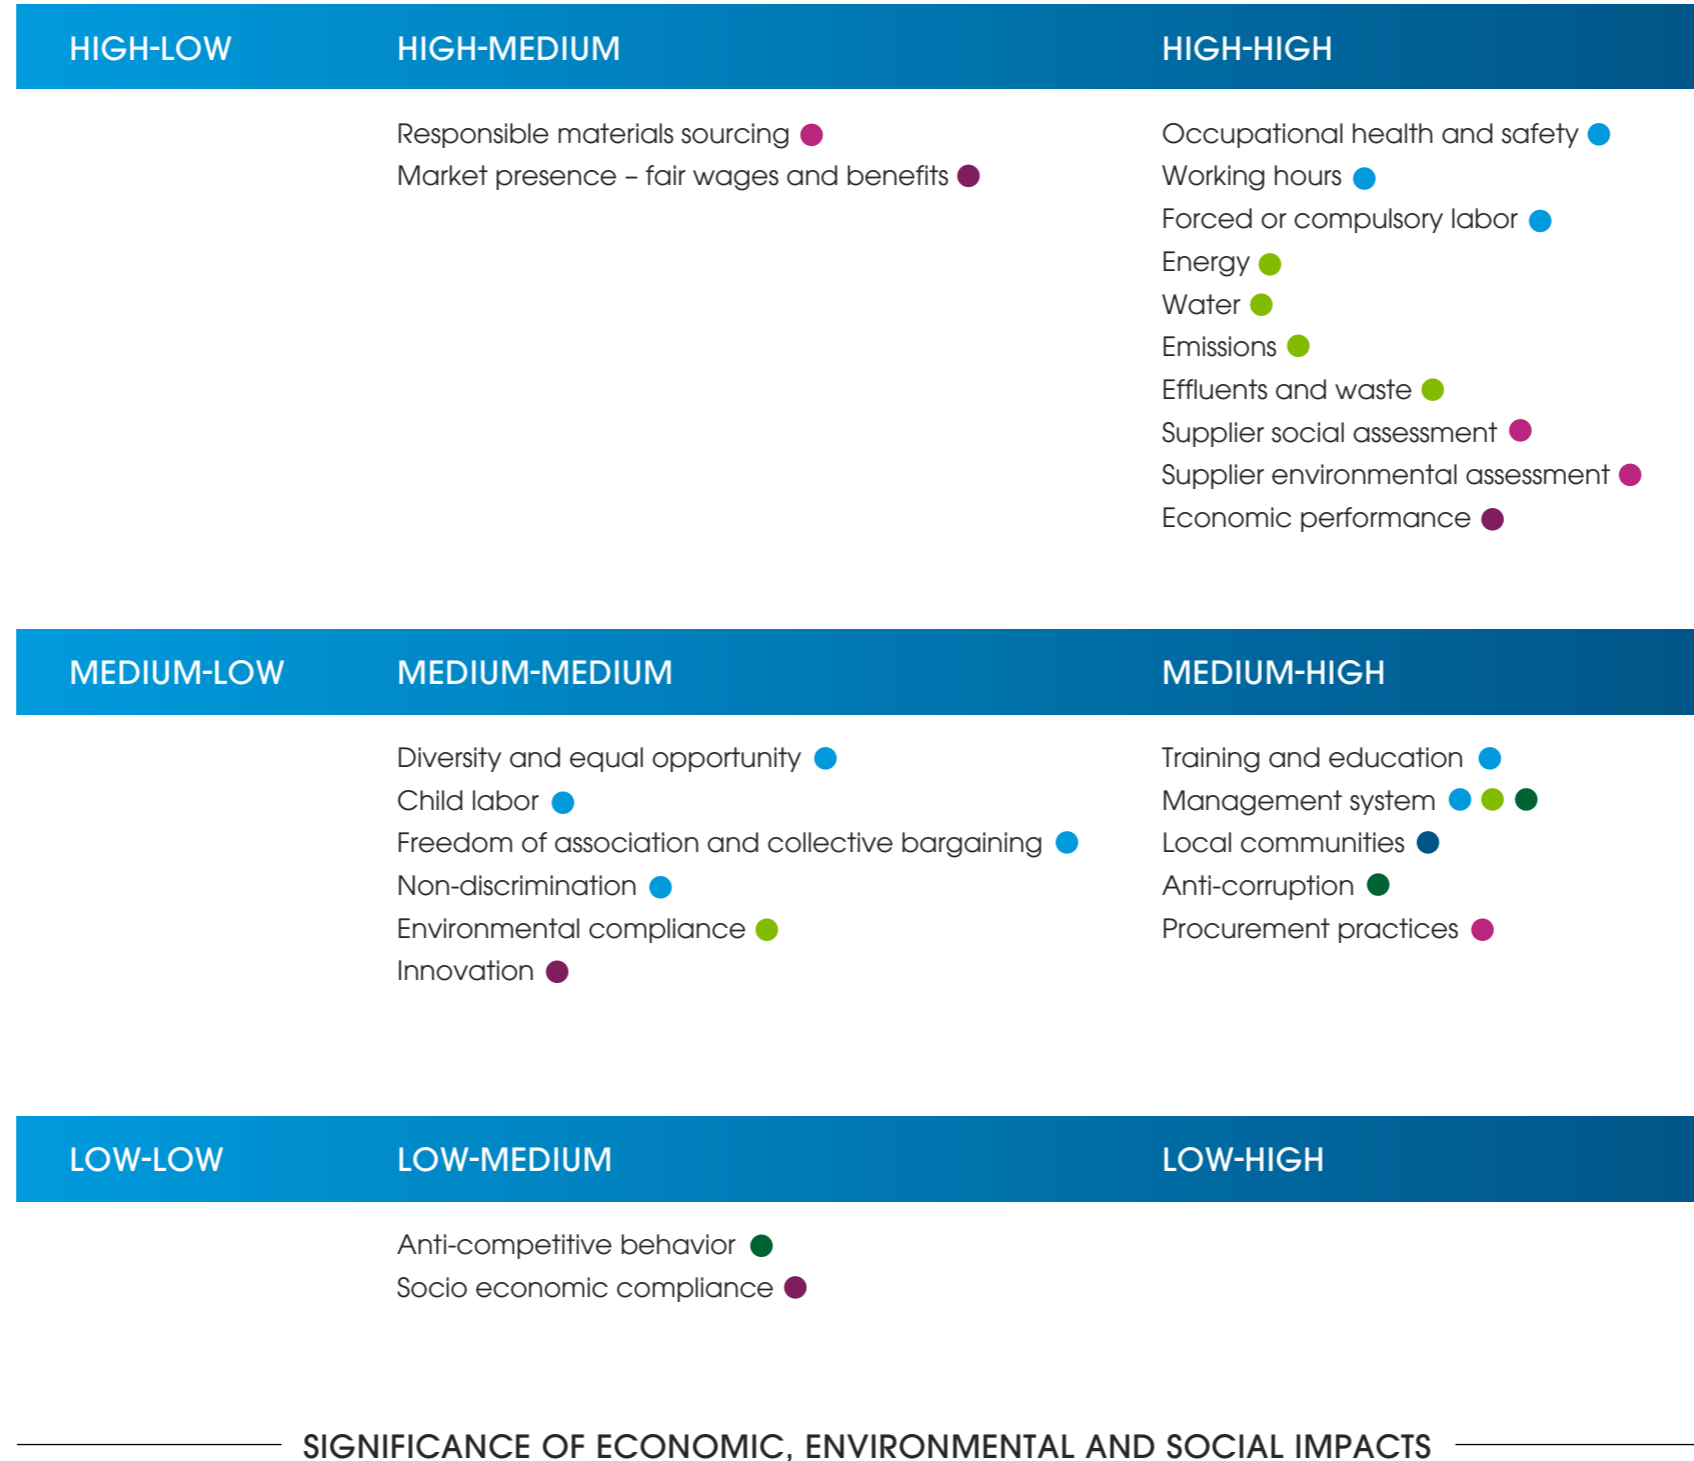 HIGH-LOW HIGH-MEDIUM HIGH-HIGH
Responsible materials sourcing
Market presence – fair wages and benefits
Occupational health and safety
Working hours
Forced or compulsory labor
Energy
Water
Emissions
Effluents and waste
Supplier social assessment
Supplier environmental assessment
Economic performance
MEDIUM-LOW MEDIUM-MEDIUM MEDIUM-HIGH
Diversity and equal opportunity
Child labor
Freedom of association and collective bargaining
Non-discrimination
Environmental compliance
Innovation
Training and education
Management system
Local communities
Anti-corruption
Procurement practices
LOW-LOW LOW-MEDIUM LOW-HIGH
Anti-competitive behavior
Socio economic compliance
SIGNIFICANCE OF ECONOMIC, ENVIRONMENTAL AND SOCIAL IMPACTS